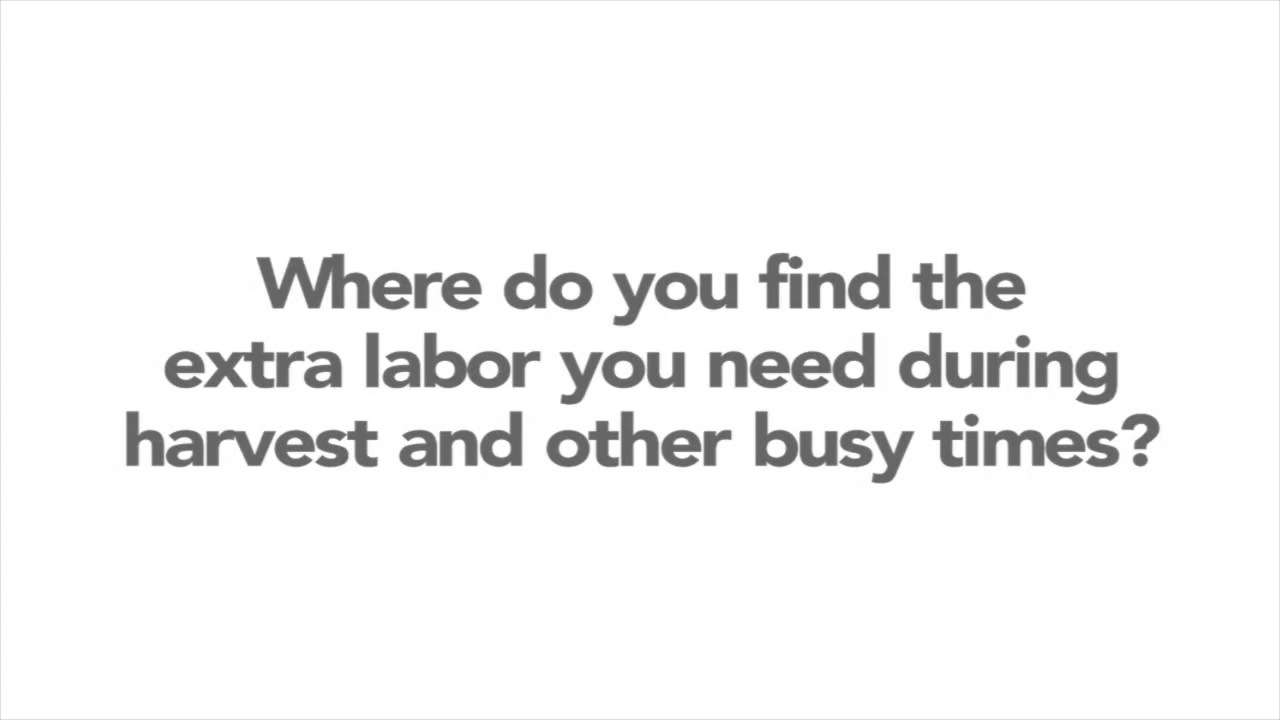 Where do you find the
extra labor you need during
harvest and other busy times?